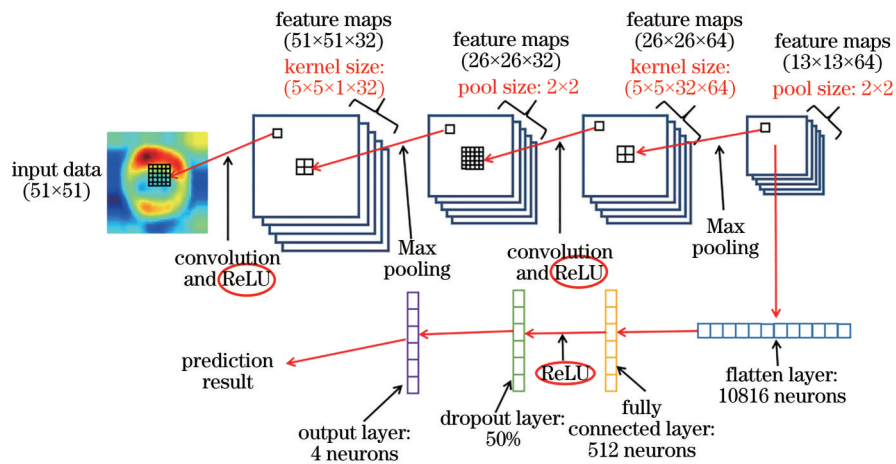 feature maps
(51×51×32)
kernel size:
(5×5×1×32)
feature maps
(26×26×32)
pool size: 2×2
feature maps
(26×26×64)
kernel size:
(5×5×32×64)
feature maps
(13×13×64)
pool size: 2×2
input data
(51×51)
convolution
and ReLU
Max
pooling
convolution
and ReLU
Max
pooling
prediction
result
output layer:
4 neurons
dropout layer:
50%
ReLU
fully
connected layer:
512 neurons
flatten layer:
10816 neurons